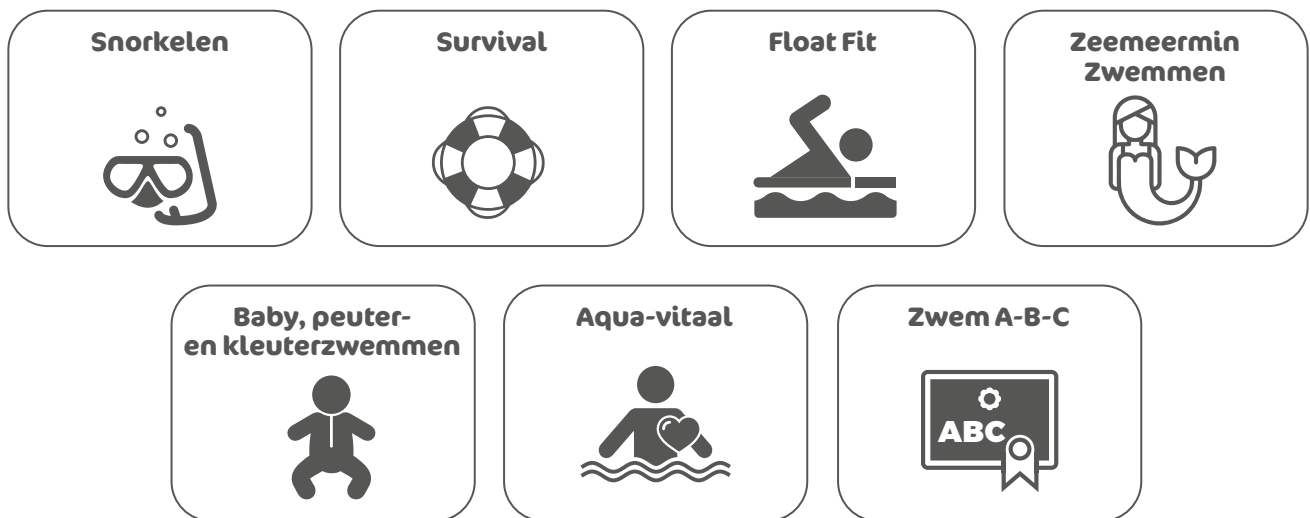 Snorkelen
Survival
Float Fit
Zeemeermin
Zwemmen
Baby, peuter-
en kleuterzwemmen
Aqua-vitaal
Zwem A-B-C
ABC